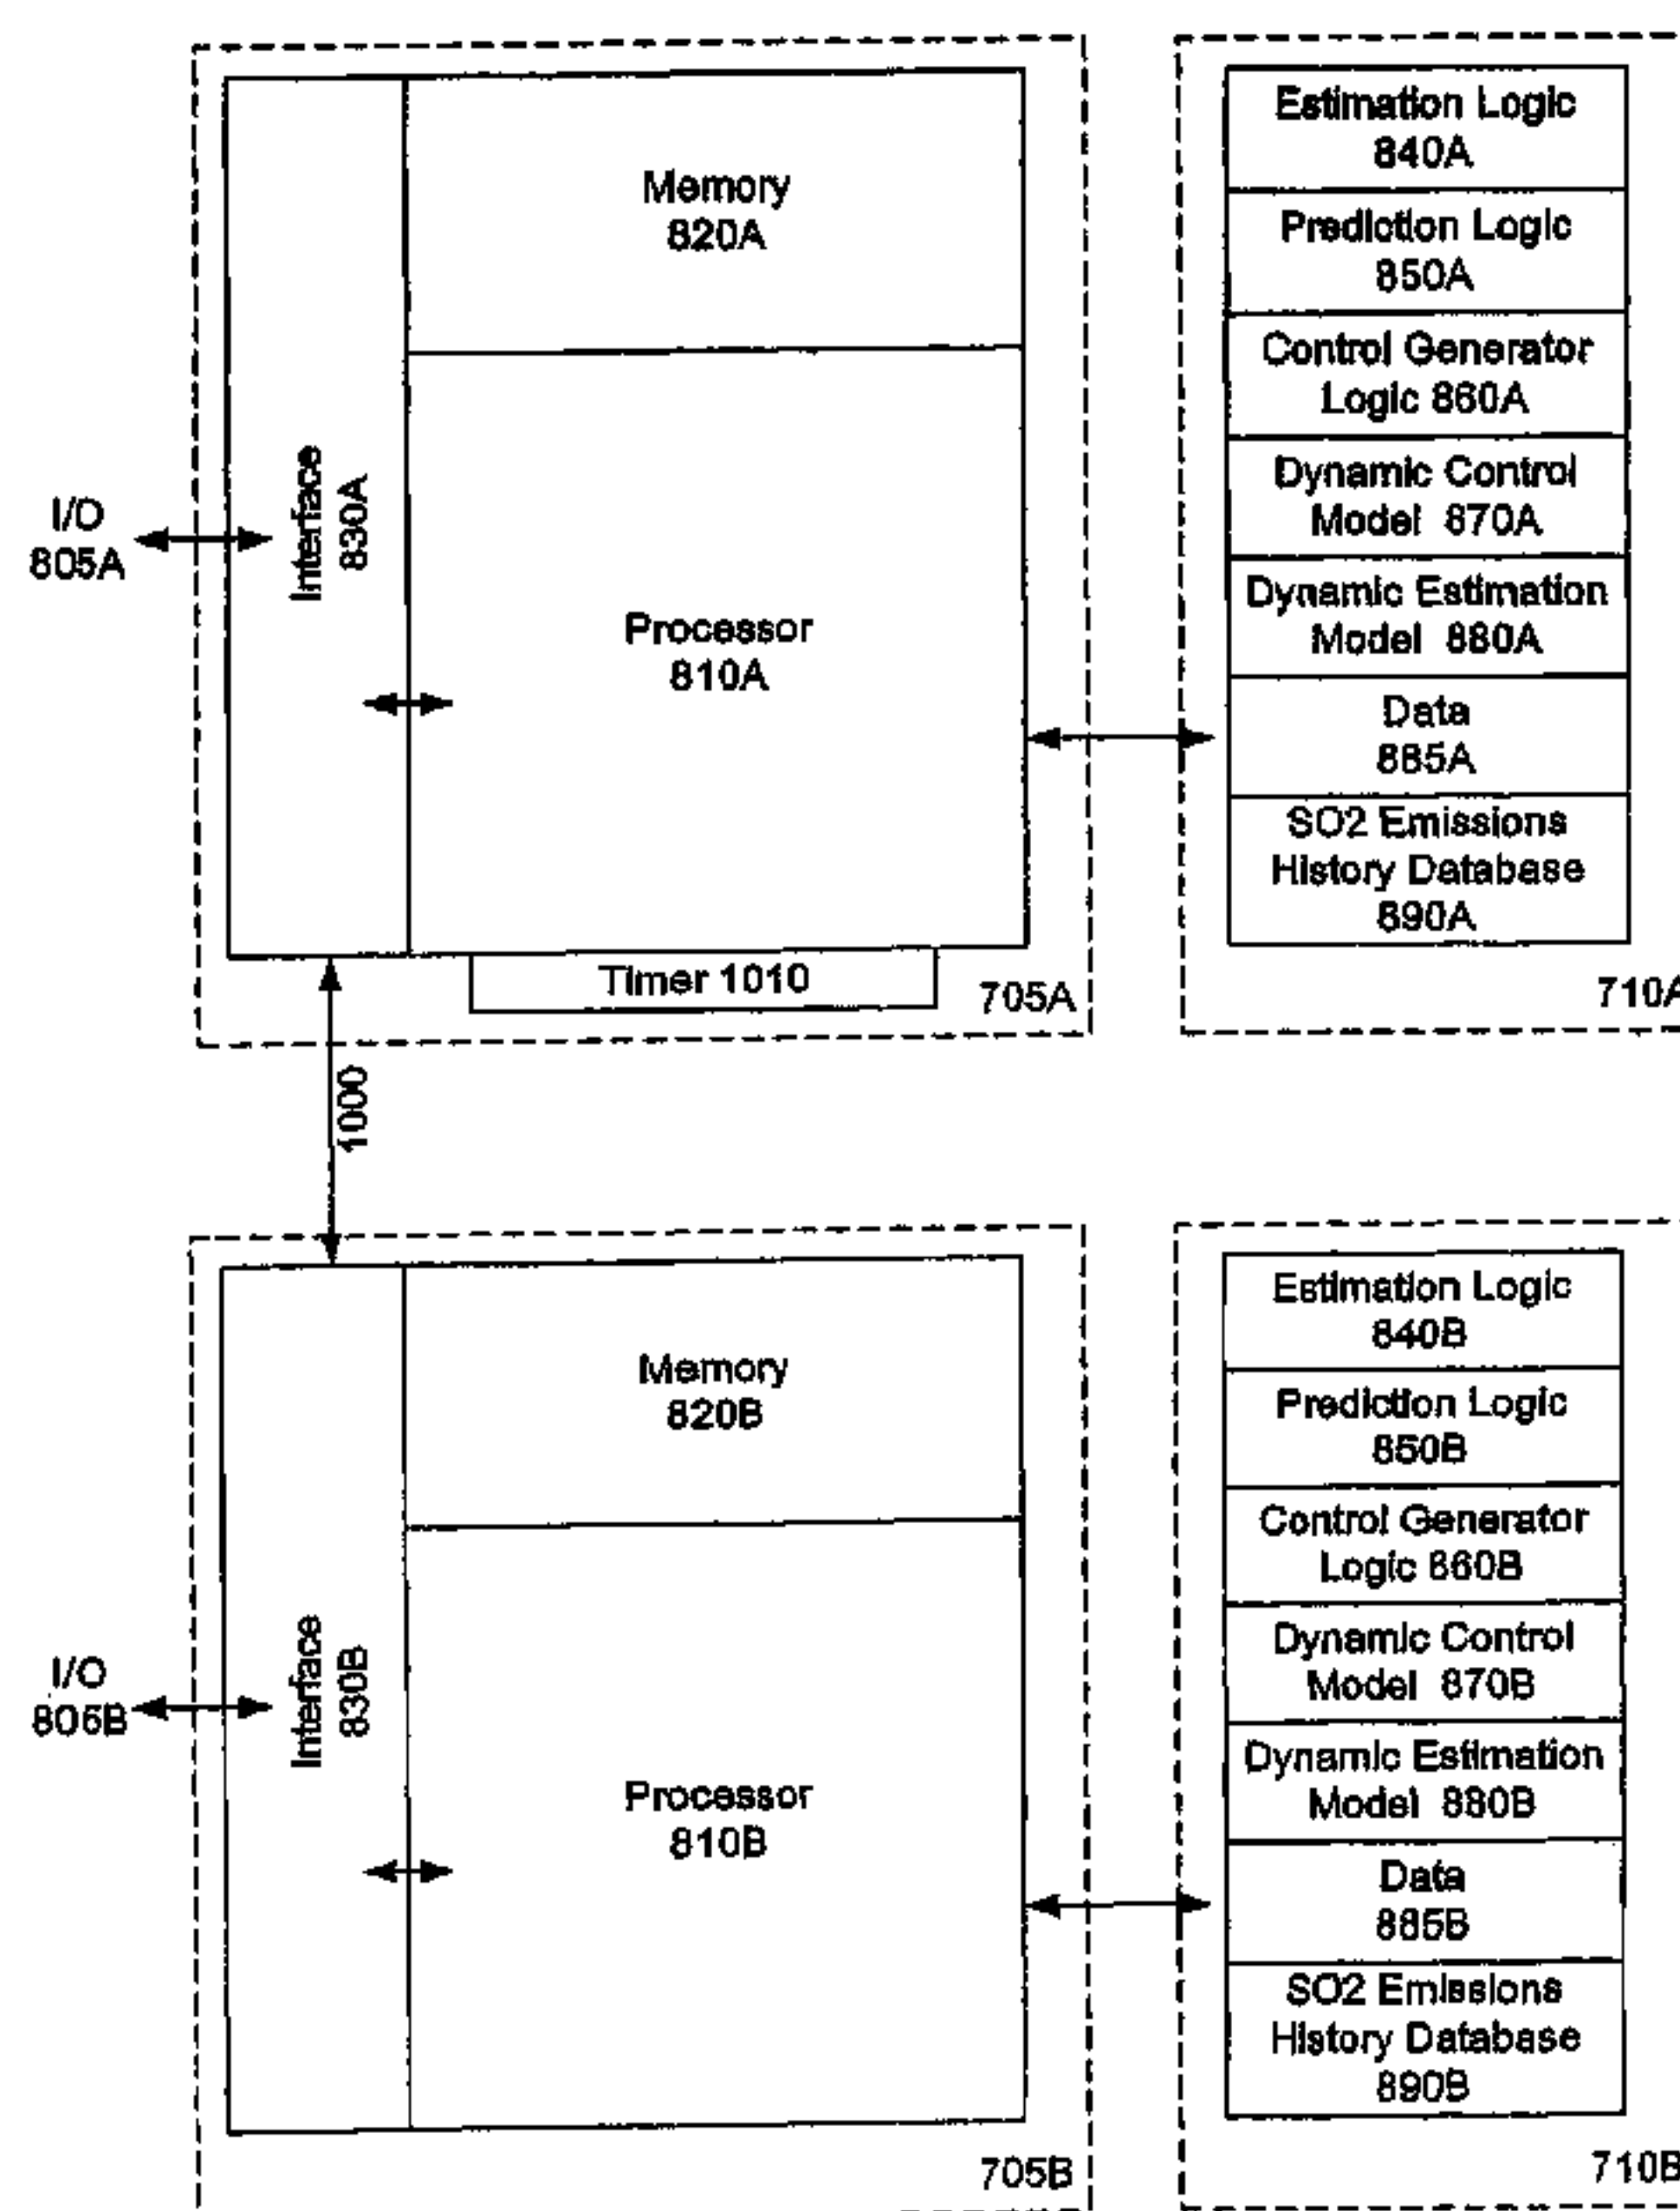 Memory
820A
Interface
830A
I/O
805A
Processor
810A
Timer 1010
705A
Estimation Logic
840A
Prediction Logic
850A
Control Generator
Logic 860A
Dynamic Control
Model 870A
Dynamic Estimation
Model 880A
Data
885A
SO2 Emissions
History Database
890A
710A
1000
Memory
820B
Interface
830B
I/O
805B
Processor
810B
705B
Estimation Logic
840B
Prediction Logic
850B
Control Generator
Logic 860B
Dynamic Control
Model 870B
Dynamic Estimation
Model 880B
Data
885B
SO2 Emissions
History Database
890B
710B